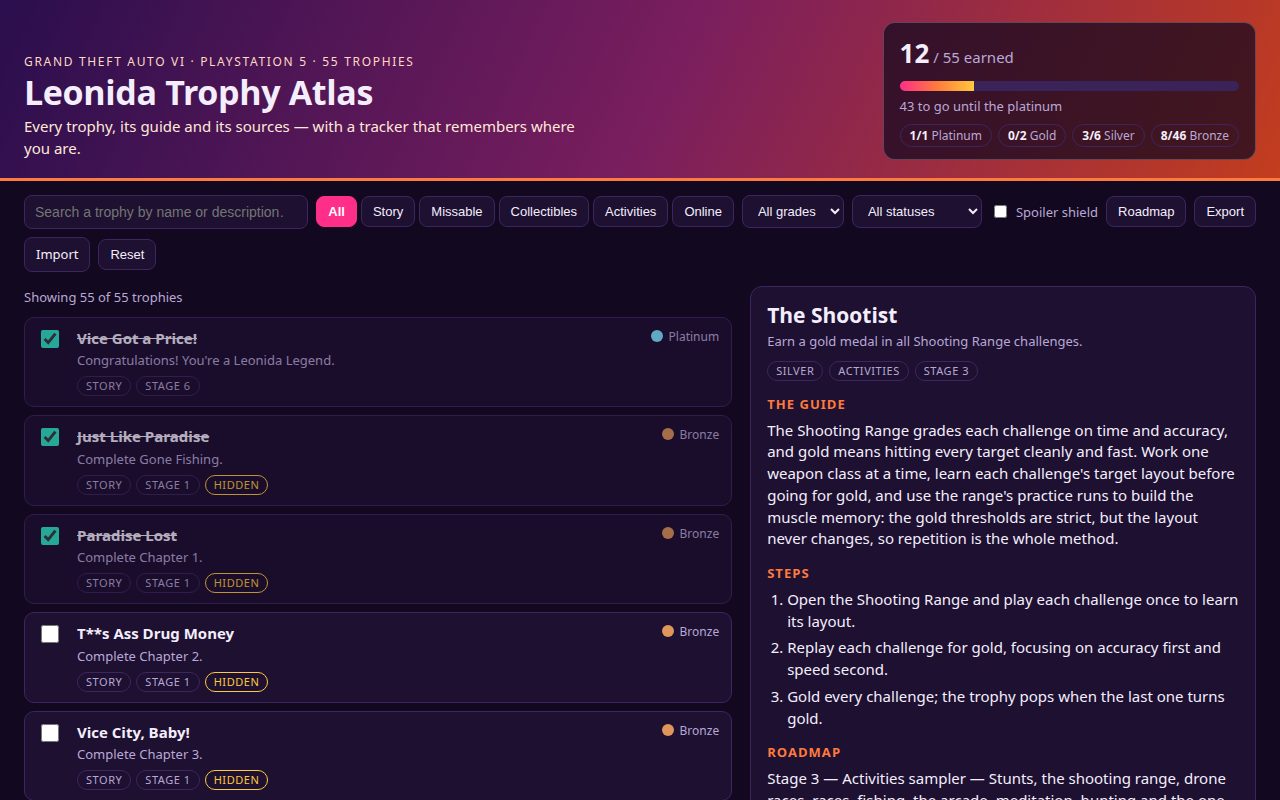 GRAND THEFT AUTO VI · PLAYSTATION 5 · 55 TROPHIES
Leonida Trophy Atlas
Every trophy, its guide and its sources — with a tracker that remembers where
you are.
12 / 55 earned
43 to go until the platinum
1/1 Platinum
0/2 Gold
3/6 Silver
8/46 Bronze
Search a trophy by name or description.
All
Story
Missable
Collectibles
Activities
Online
All grades
All statuses
Spoiler shield
Roadmap
Export
Import
Reset
Showing 55 of 55 trophies
Vice Got a Price!
Platinum
Congratulations! You're a Leonida Legend.
STORY
STAGE 6
Just Like Paradise
Bronze
Complete Gone Fishing.
STORY
STAGE 1
HIDDEN
Paradise Lost
Bronze
Complete Chapter 1.
STORY
STAGE 1
HIDDEN
T**s Ass Drug Money
Bronze
Complete Chapter 2.
STORY
STAGE 1
HIDDEN
Vice City, Baby!
Bronze
Complete Chapter 3.
STORY
STAGE 1
HIDDEN
The Shootist
Earn a gold medal in all Shooting Range challenges.
SILVER
ACTIVITIES
STAGE 3
THE GUIDE
The Shooting Range grades each challenge on time and accuracy,
and gold means hitting every target cleanly and fast. Work one
weapon class at a time, learn each challenge's target layout before
going for gold, and use the range's practice runs to build the
muscle memory: the gold thresholds are strict, but the layout
never changes, so repetition is the whole method.
STEPS
1. Open the Shooting Range and play each challenge once to learn
its layout.
2. Replay each challenge for gold, focusing on accuracy first and
speed second.
3. Gold every challenge; the trophy pops when the last one turns
gold.
ROADMAP
Stage 3 — Activities sampler — Stunts, the shooting range, drone
races, races, fishing, the arcade, meditation, hunting and the one